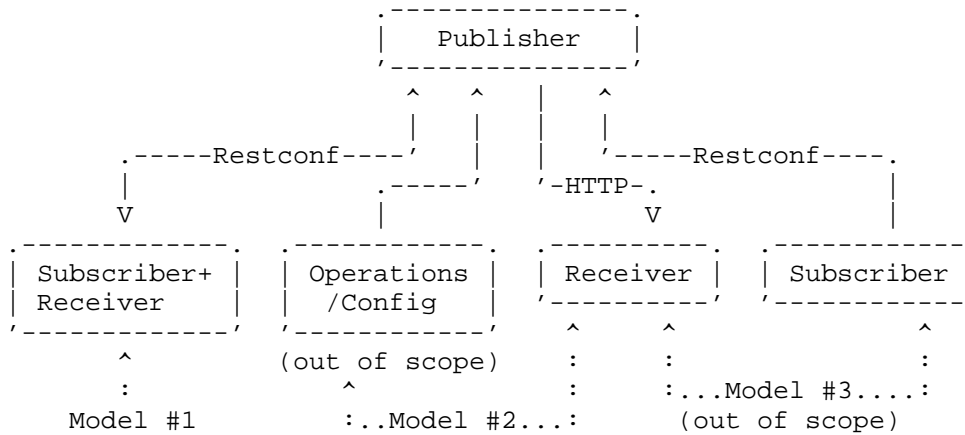 Publisher
Restconf Restconf
HTTP
Subscriber+ Operations Receiver Subscriber
Receiver /Config
(out of scope)
...Model #3....
Model #1 ..Model #2... (out of scope)